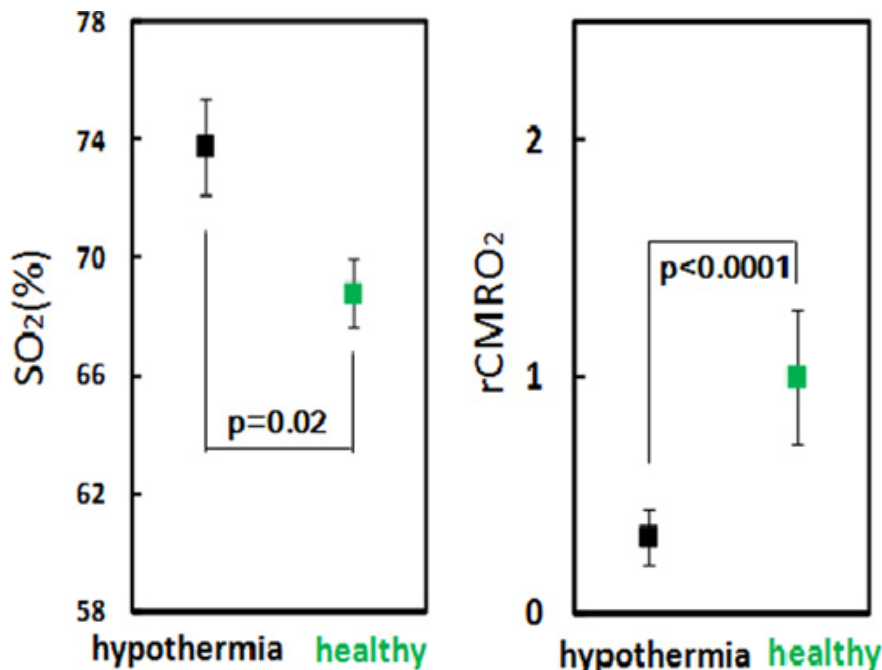 78
74
70
66
62
58
SO₂(%)
p=0.02
hypothermia healthy
2
1
0
rCMRO₂
p<0.0001
hypothermia healthy